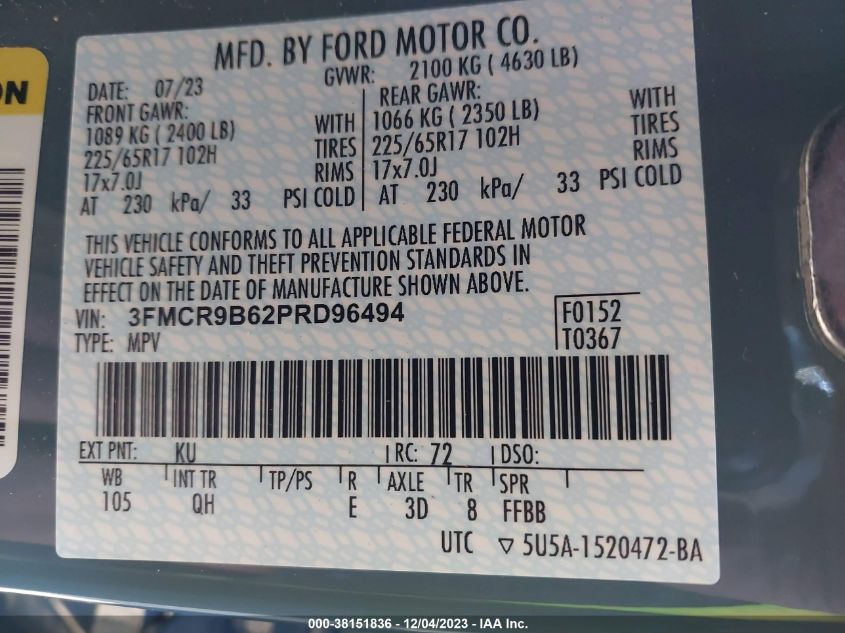 ON
MFD. BY FORD MOTOR CO.
DATE: 07/23
GVWR: 2100 KG ( 4630 LB)
FRONT GAWR:
1089 KG ( 2400 LB)
225/65R17 102H
17x7.0J
WITH
TIRES
RIMS
AT 230 kPa/ 33 PSI COLD
REAR GAWR:
1066 KG ( 2350 LB)
225/65R17 102H
17x7.0J
WITH
TIRES
RIMS
AT 230 kPa/ 33 PSI COLD
THIS VEHICLE CONFORMS TO ALL APPLICABLE FEDERAL MOTOR
VEHICLE SAFETY AND THEFT PREVENTION STANDARDS IN
EFFECT ON THE DATE OF MANUFACTURE SHOWN ABOVE.
VIN: 3FMCR9B62PRD96494
F0152
TYPE: MPV
T0367
EXT PNT: KU RC: 72 DSO:
WB INT TR TP/PS R AXLE TR SPR
105 QH E 3D 8 FFBB
UTC ▽ 5U5A-1520472-BA
000-38151836 - 12/04/2023 - IAA Inc.